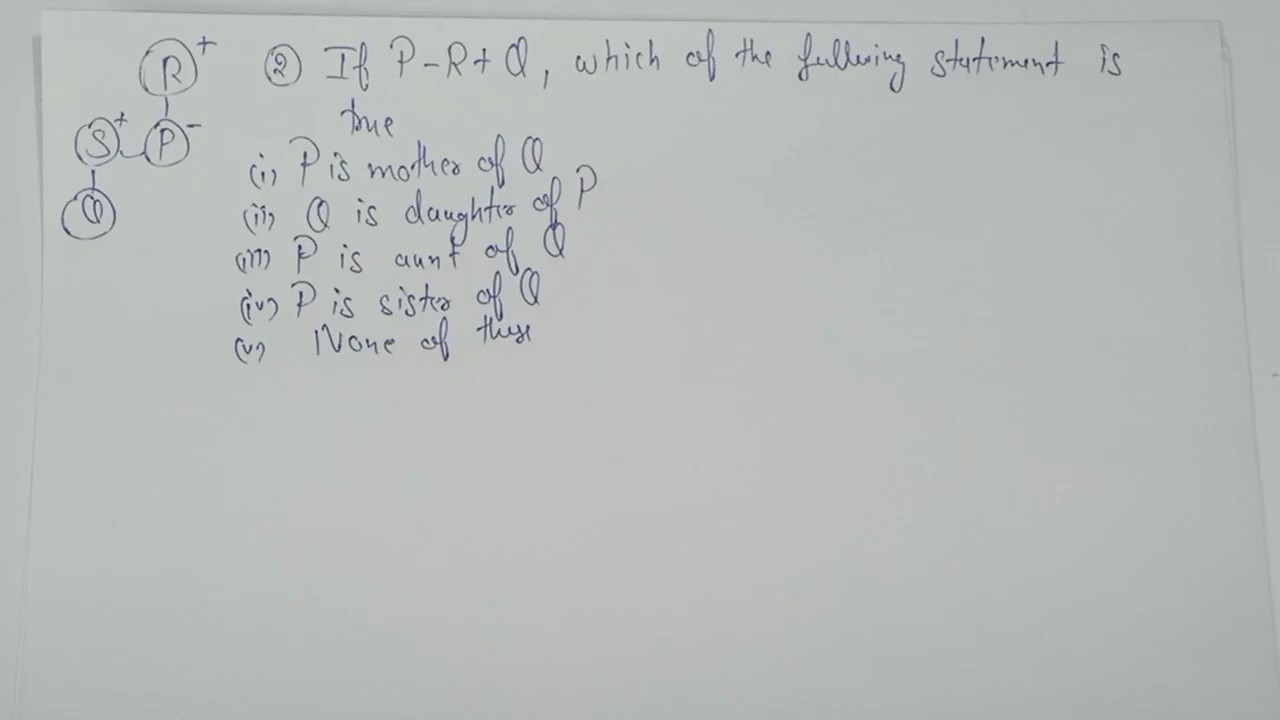 R +
S + P −
Q
② If P - R + Q, which of the fullwing statement is
true
(i) P is mother of Q
(ii) Q is daughter of P
(iii) P is aunt of Q
(iv) P is sister of Q
(v) None of these